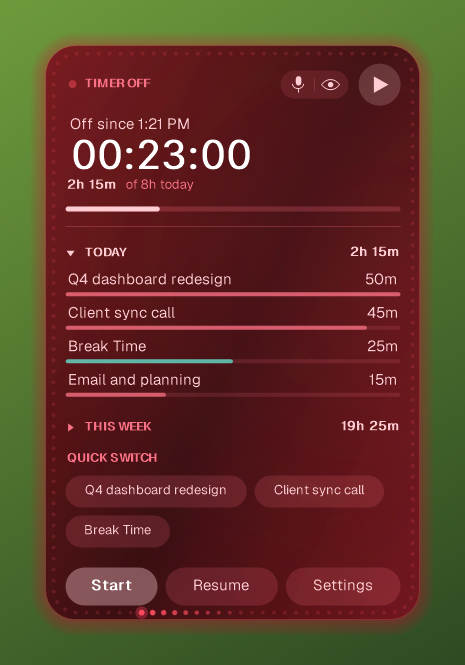 TIMER OFF
Off since 1:21 PM
00:23:00
2h 15m of 8h today
TODAY 2h 15m
Q4 dashboard redesign 50m
Client sync call 45m
Break Time 25m
Email and planning 15m
THIS WEEK 19h 25m
QUICK SWITCH
Q4 dashboard redesign Client sync call
Break Time
Start Resume Settings